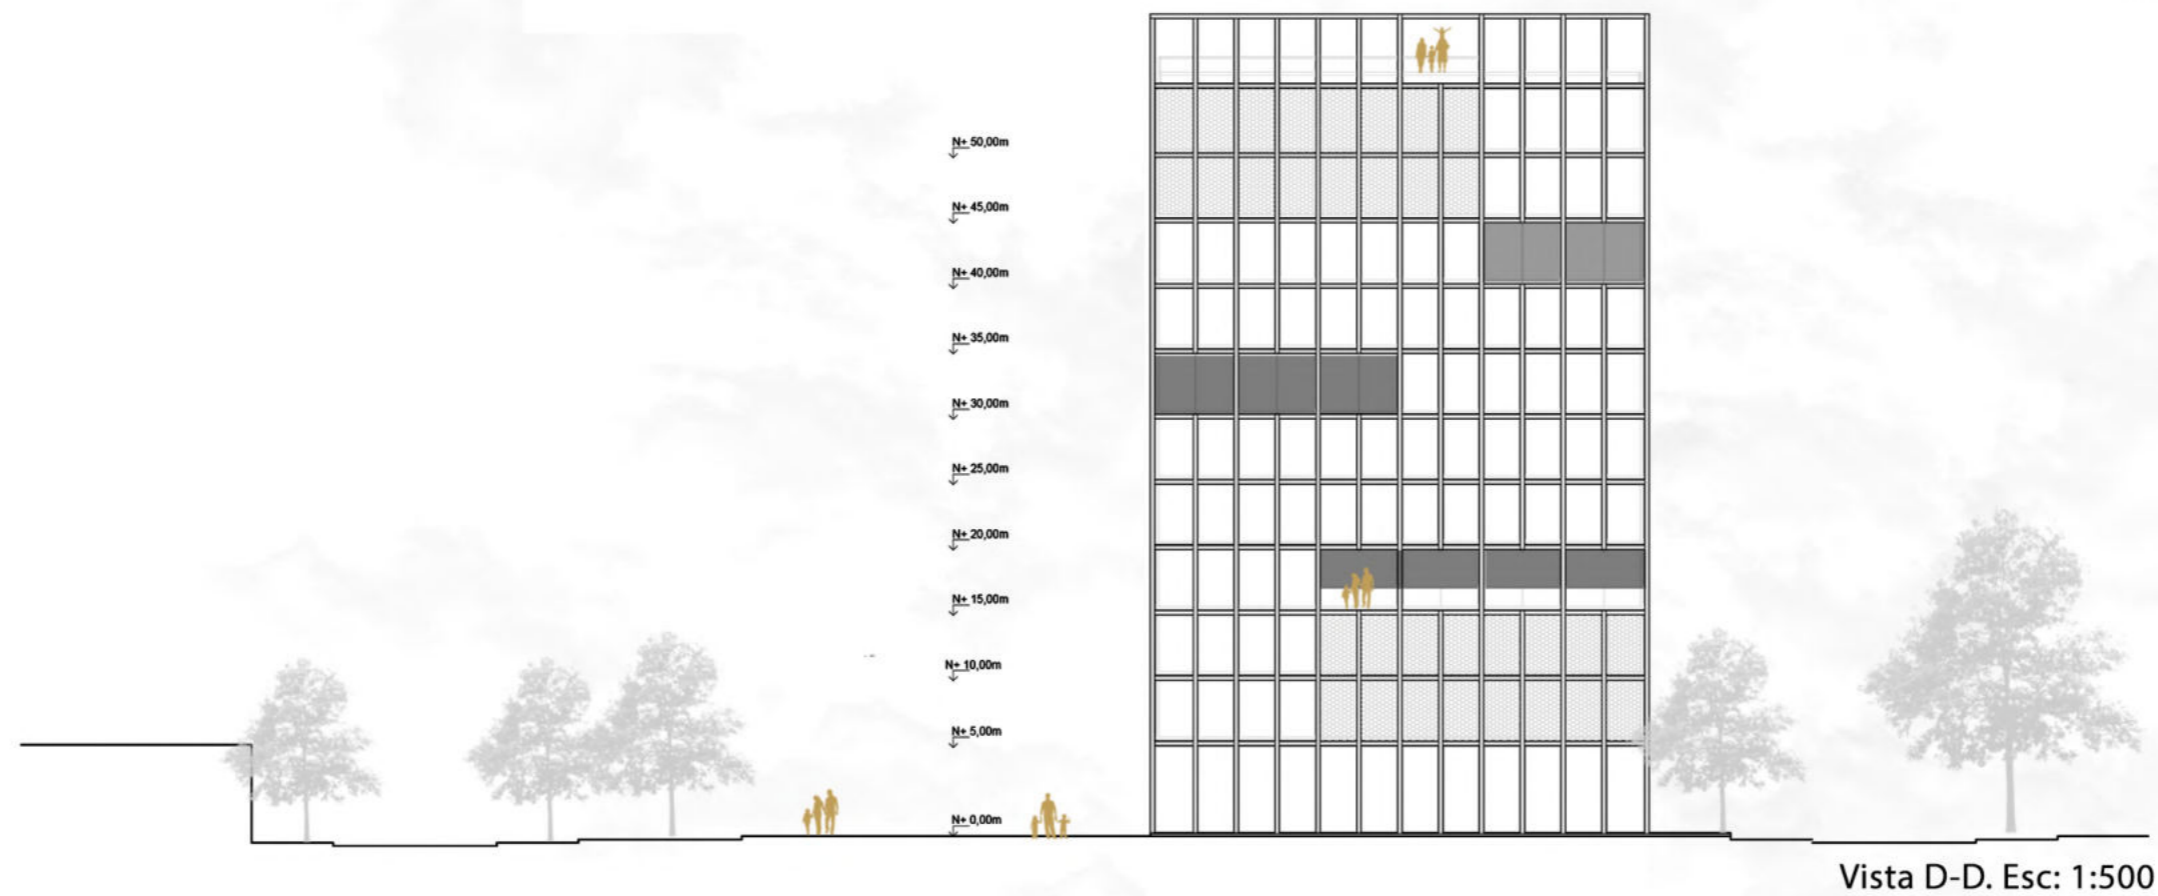 N+ 50,00m
N+ 45,00m
N+ 40,00m
N+ 35,00m
N+ 30,00m
N+ 25,00m
N+ 20,00m
N+ 15,00m
N+ 10,00m
N+ 5,00m
N+ 0,00m
Vista D-D. Esc: 1:500